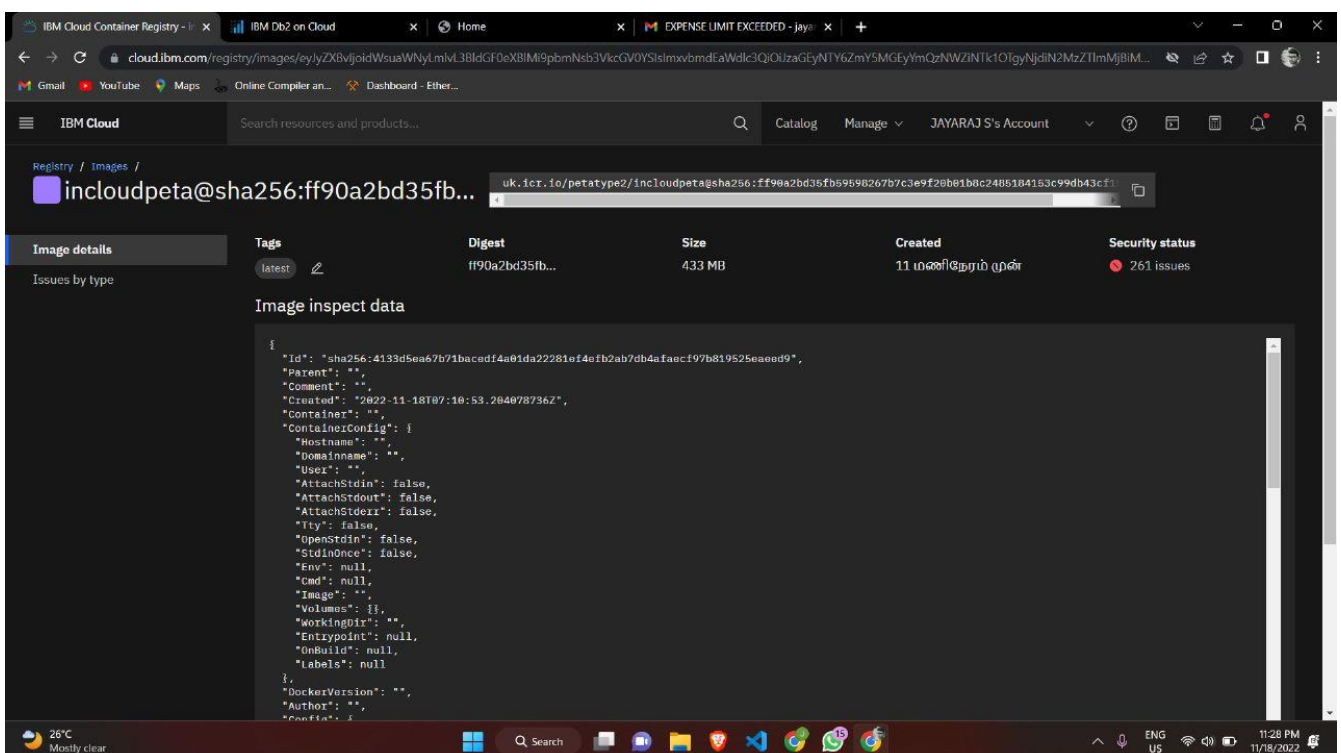 IBM Cloud Container Registry - i
IBM Db2 on Cloud
Home
EXPENSE LIMIT EXCEEDED - jaya
Gmail
YouTube
Maps
Online Compiler an...
Dashboard - Ether...
IBM Cloud
Search resources and products...
Catalog
Manage
JAYARAJ S's Account
Registry / Images /
incloudpeta@sha256:ff90a2bd35fb...
uk.icr.io/petatype2/incloudpeta@sha256:ff90a2bd35fb59598267b7c3e9f20b01b8c2485184153c99db43cf1
Image details
Issues by type
Tags
Digest
Size
Created
Security status
latest
ff90a2bd35fb...
433 MB
11 மணிநேரம் முன்
261 issues
Image inspect data
{
"Id": "sha256:4133d5ea67b71bacedf4a01da22281ef4efb2ab7db4afaecf97b819525eaeed9",
"Parent": "",
"Comment": "",
"Created": "2022-11-18T07:10:53.204078736Z",
"Container": "",
"ContainerConfig": {
"Hostname": "",
"Domainname": "",
"User": "",
"AttachStdin": false,
"AttachStdout": false,
"AttachStderr": false,
"Tty": false,
"OpenStdin": false,
"StdinOnce": false,
"Env": null,
"Cmd": null,
"Image": "",
"Volumes": {},
"WorkingDir": "",
"Entrypoint": null,
"OnBuild": null,
"Labels": null
},
"DockerVersion": "",
"Author": "",
"Config": {
26°C
Mostly clear
Search
15
ENG
US
11:28 PM
11/18/2022